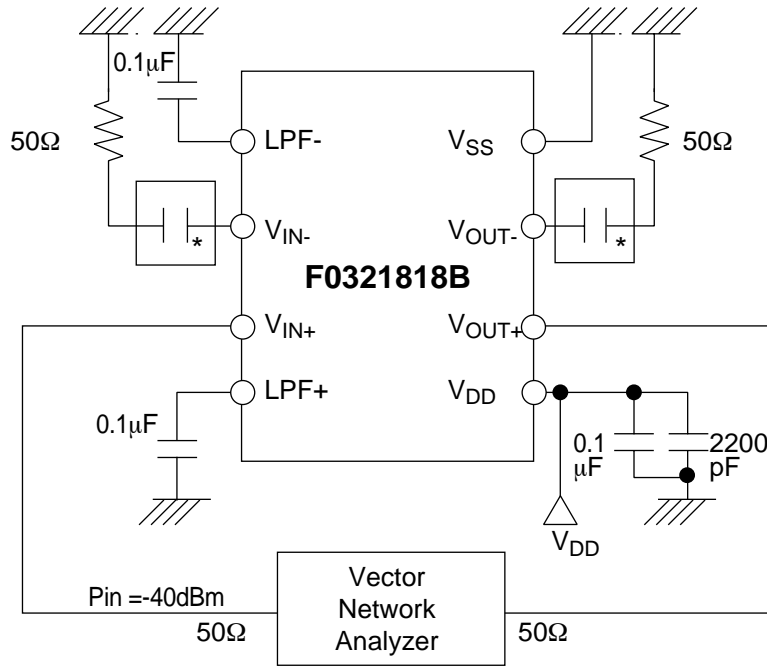 0.1µF
50Ω
LPF-
VSS
50Ω
*
VIN-
VOUT-
*
F0321818B
VIN+
VOUT+
LPF+
VDD
0.1µF
0.1
µF
2200
pF
VDD
Pin =-40dBm
50Ω
Vector
Network
Analyzer
50Ω